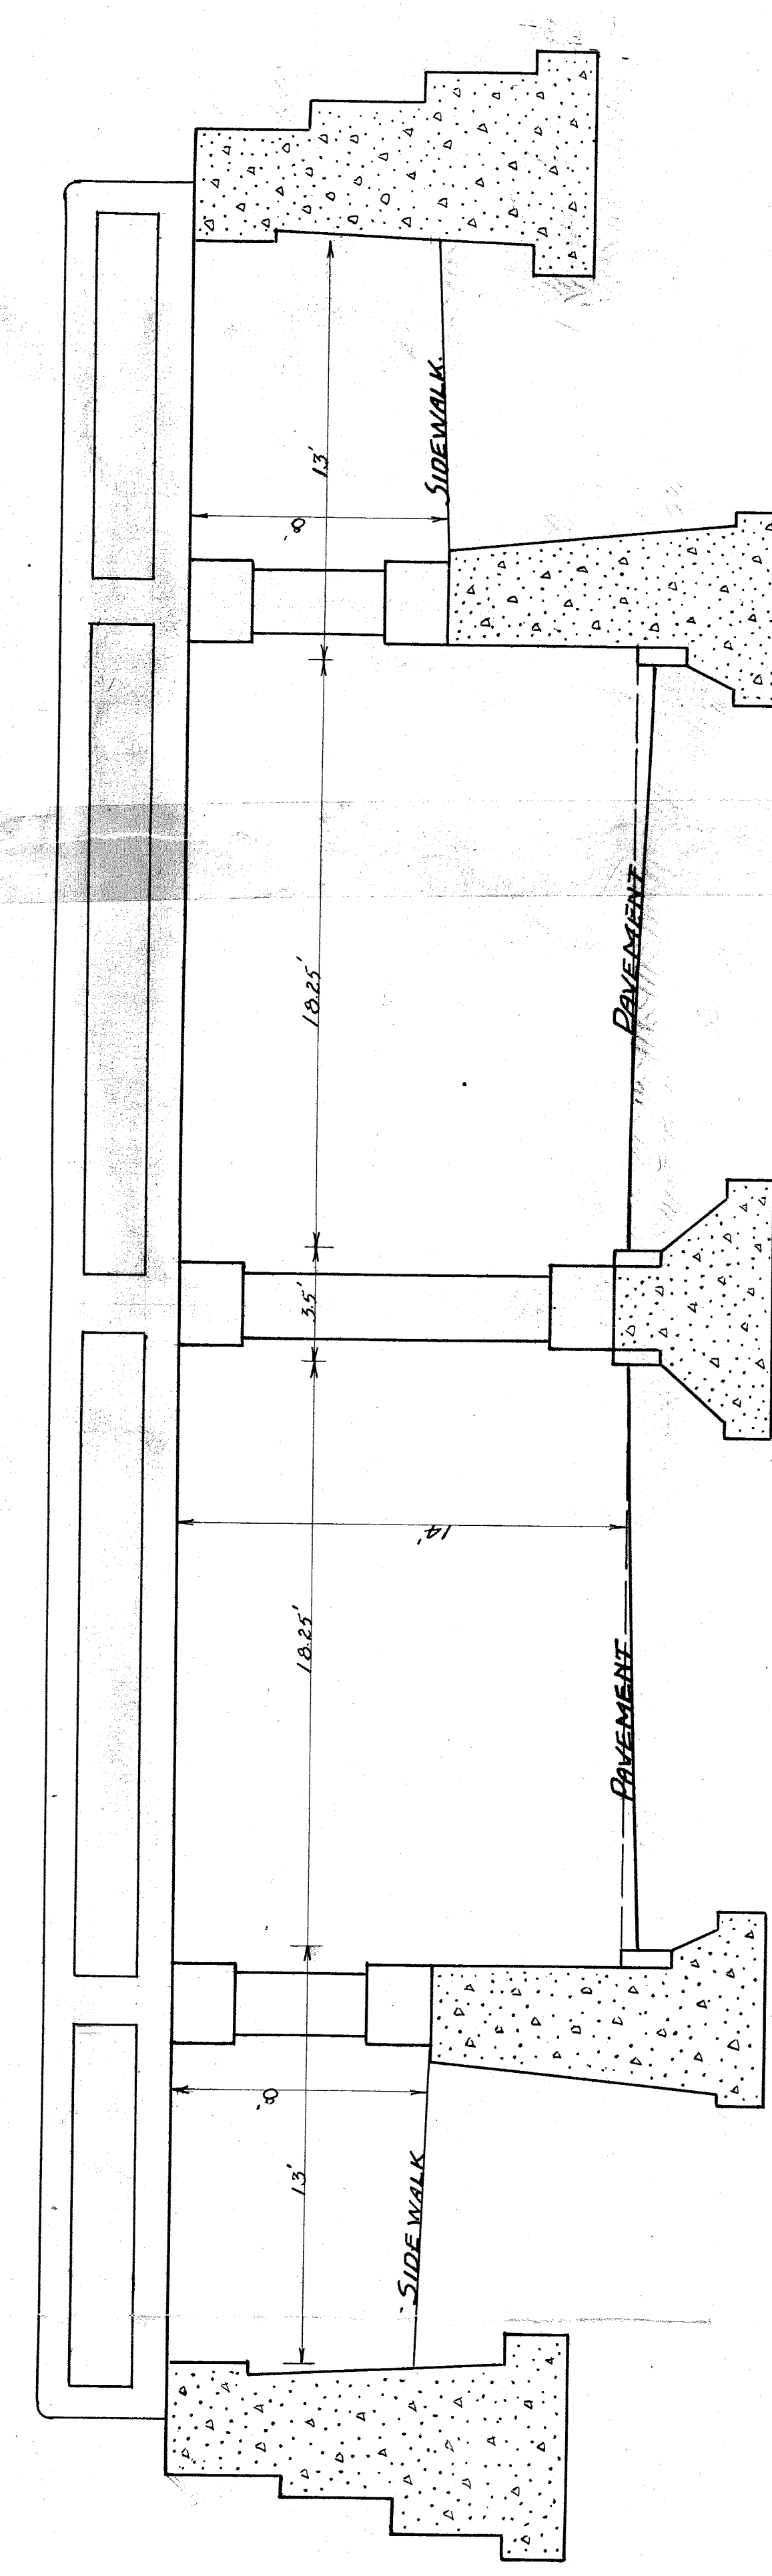 SIDEWALK
13'
8'
PAVEMENT
18.25'
14'
3.5'
18.25'
PAVEMENT
13'
8'
SIDEWALK.